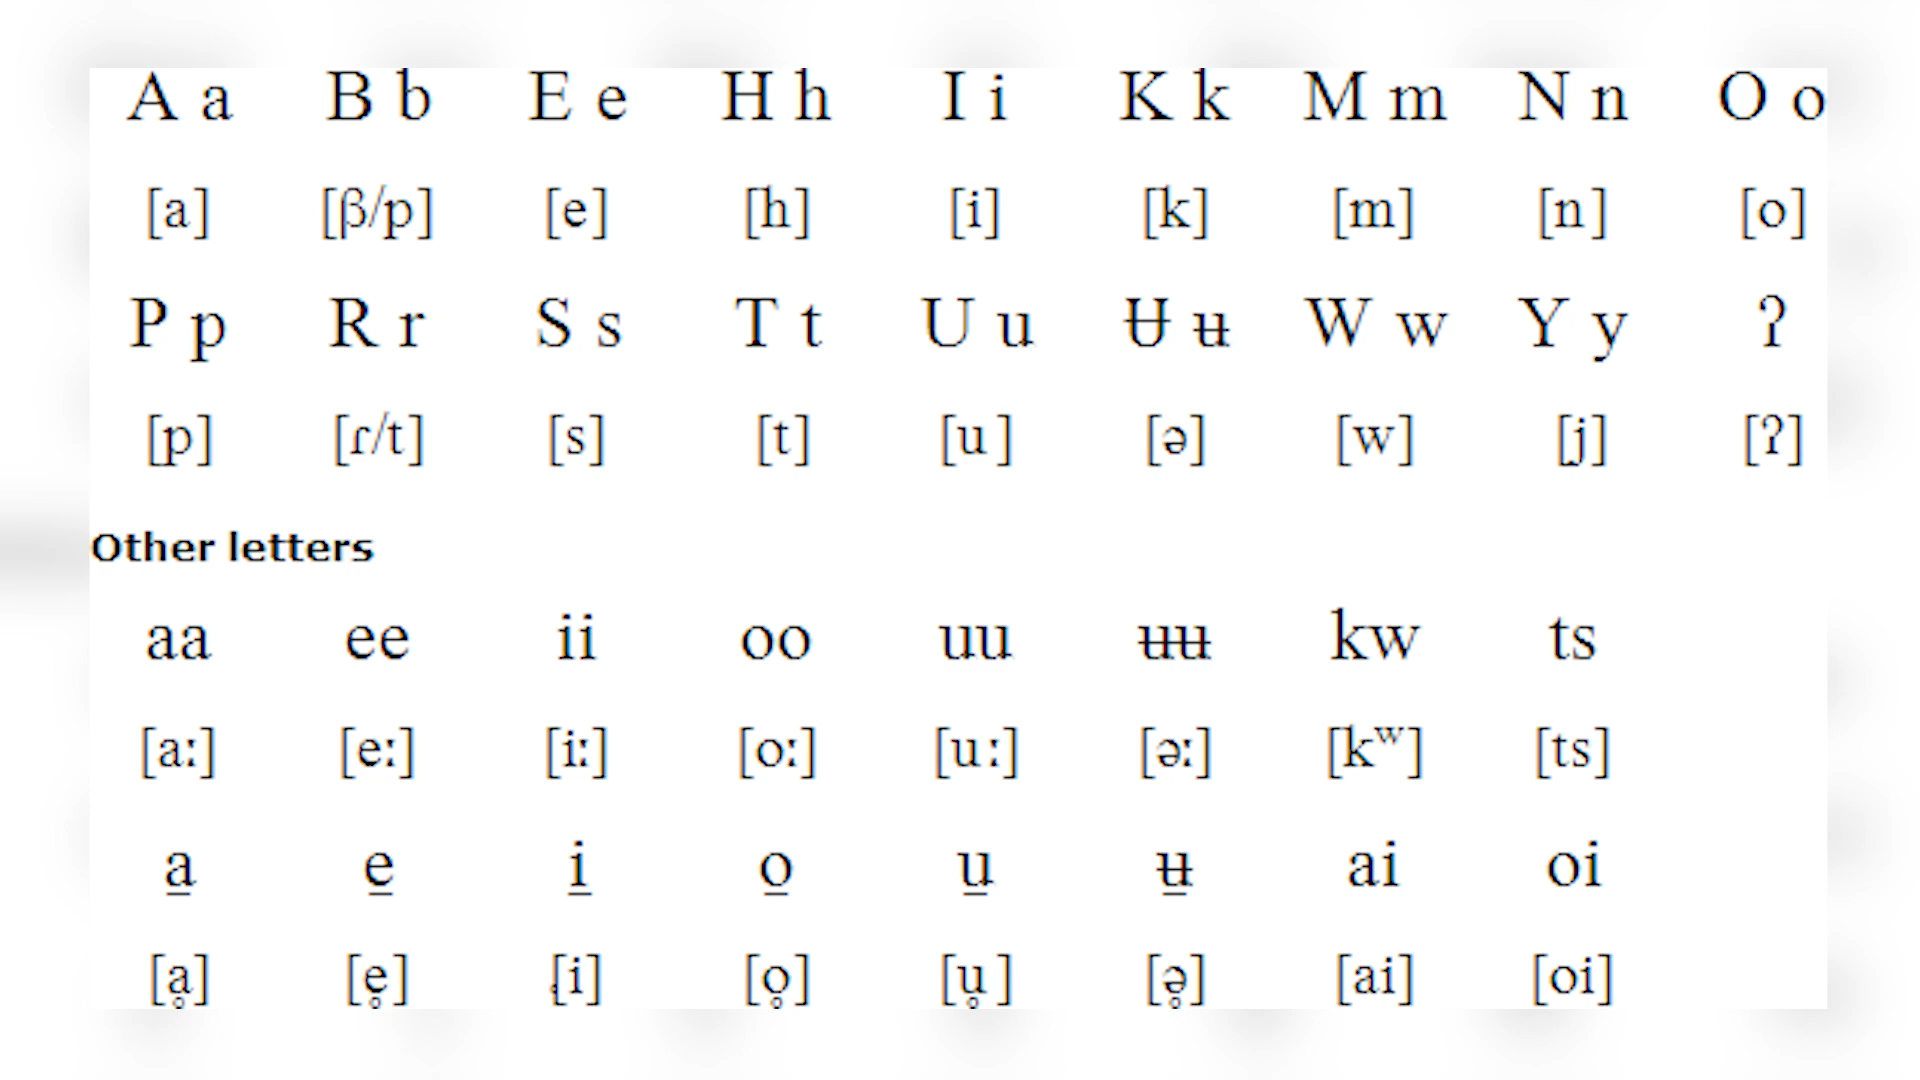 A a B b E e H h I i K k M m N n O o
[a] [β/p] [e] [h] [i] [k] [m] [n] [o]
P p R r S s T t U u Ʉ ʉ W w Y y ʔ
[p] [ɾ/t] [s] [t] [u] [ə] [w] [j] [ʔ]
Other letters
aa ee ii oo uu ʉʉ kw ts
[aː] [eː] [iː] [oː] [uː] [əː] [kʷ] [ts]
a̱ e̱ i̱ o̱ u̱ ʉ̱ ai oi
[ḁ] [e̥] [i̥] [o̥] [u̥] [ə̥] [ai] [oi]